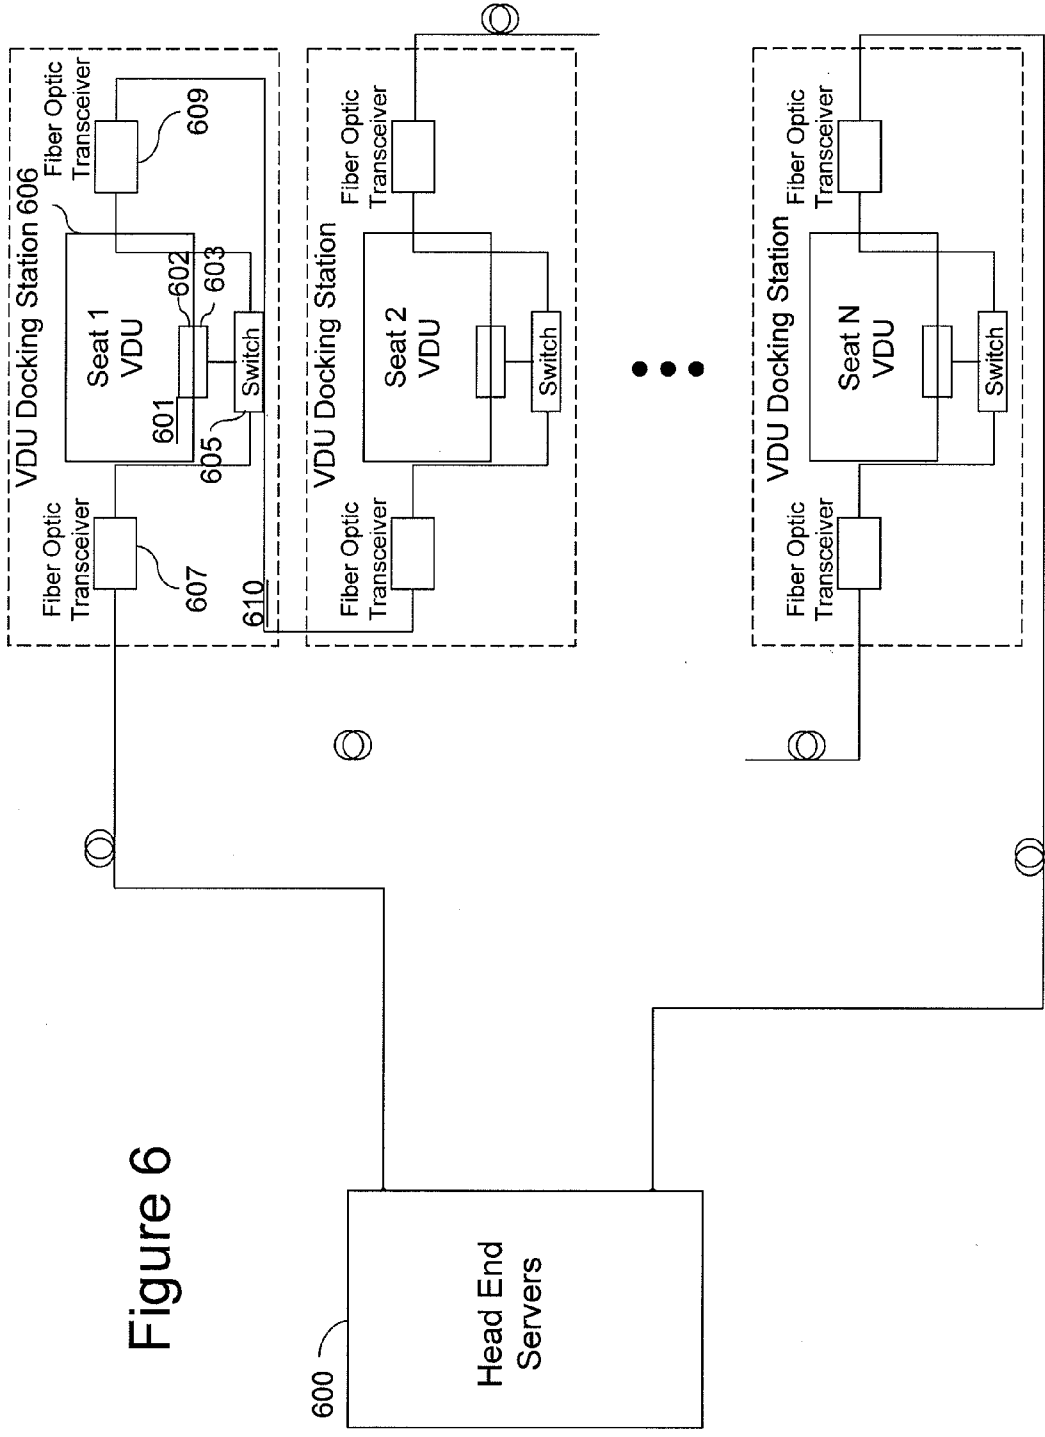 Figure 6
600
Head End
Servers
VDU Docking Station 606
Fiber Optic
Transceiver
607
Seat 1
VDU
601
602
603
605
Switch
Fiber Optic
Transceiver
609
610
VDU Docking Station
Fiber Optic
Transceiver
Seat 2
VDU
Switch
Fiber Optic
Transceiver
VDU Docking Station
Fiber Optic
Transceiver
Seat N
VDU
Switch
Fiber Optic
Transceiver